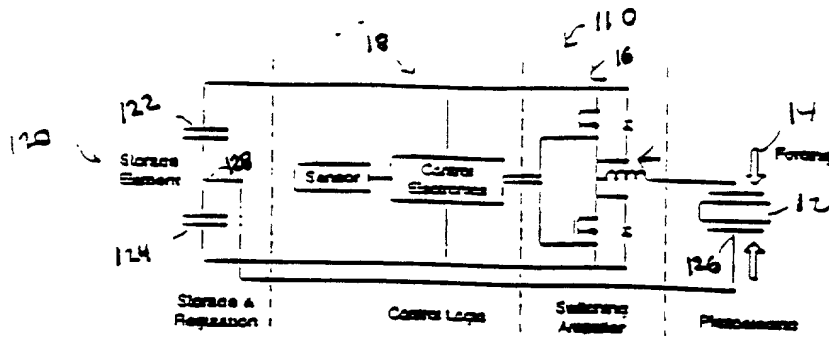 110
18
16
122
14
120
Storage
Element
128
Sensor
Control
Electronics
Forcing
12
124
126
Storage &
Regulation
Control Logic
Switching
Amplifier
Piezoceramic